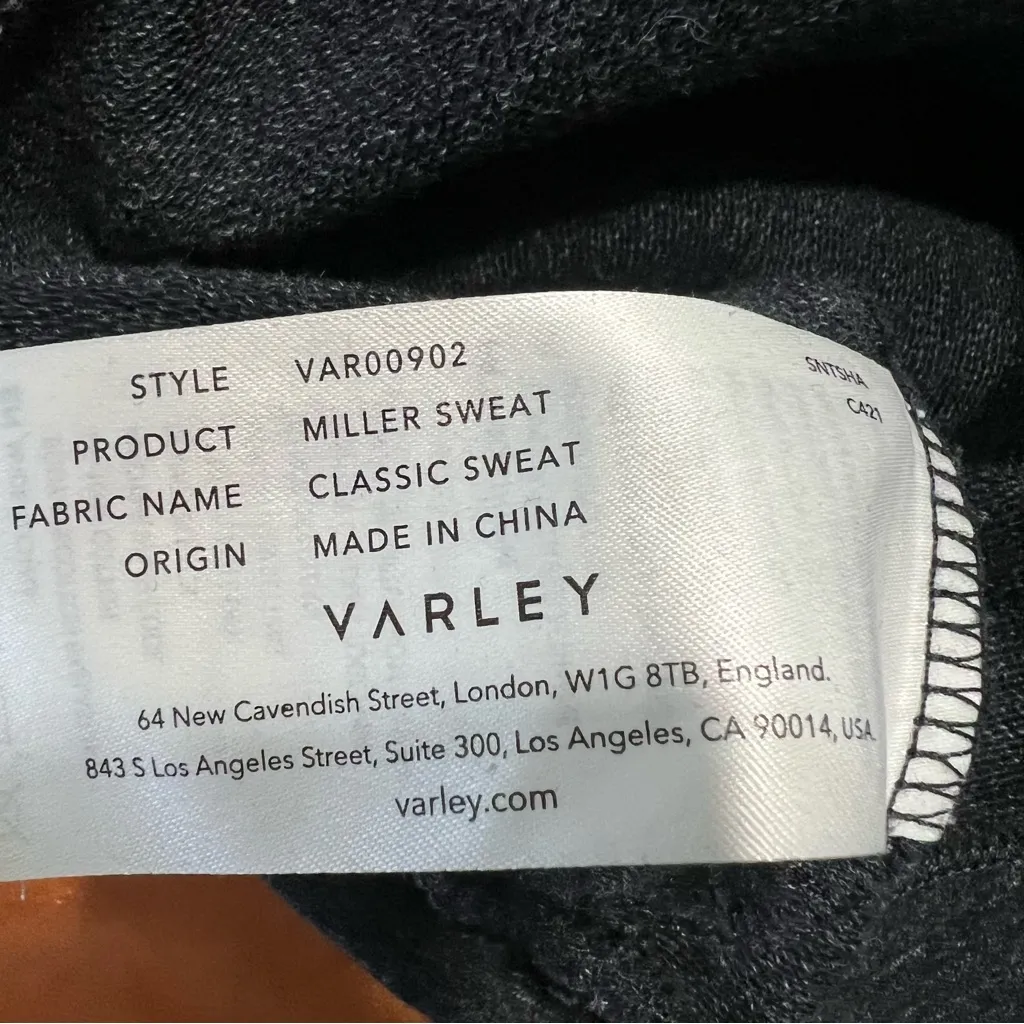 STYLE VAR00902
PRODUCT MILLER SWEAT
FABRIC NAME CLASSIC SWEAT
ORIGIN MADE IN CHINA
VARLEY
64 New Cavendish Street, London, W1G 8TB, England.
843 S Los Angeles Street, Suite 300, Los Angeles, CA 90014, USA.
varley.com
SNTSHA
CA21